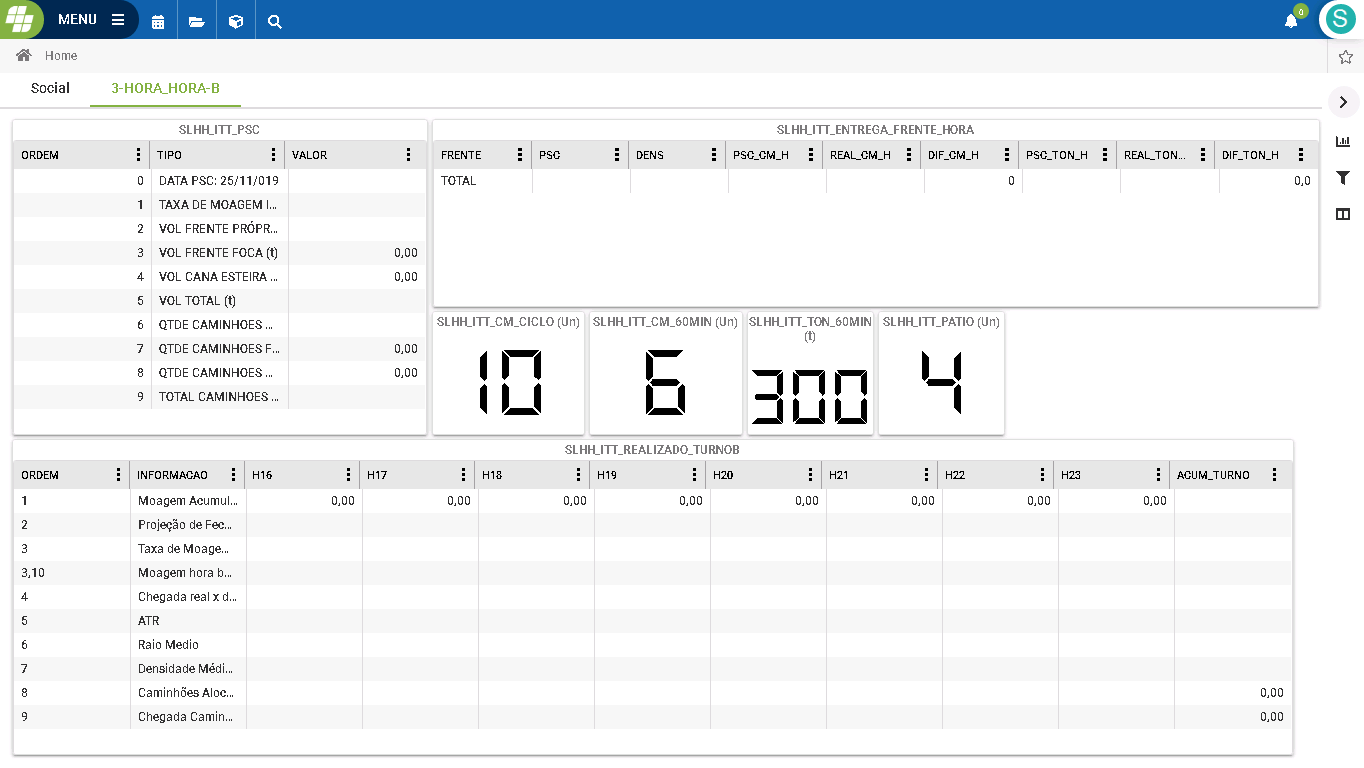 MENU
0
S
Home
Social 3-HORA_HORA-B
SLHH_ITT_PSC
ORDEM TIPO VALOR
0 DATA PSC: 25/11/019
1 TAXA DE MOAGEM I...
2 VOL FRENTE PRÓPR...
3 VOL FRENTE FOCA (t) 0,00
4 VOL CANA ESTEIRA ... 0,00
5 VOL TOTAL (t)
6 QTDE CAMINHOES ...
7 QTDE CAMINHOES F... 0,00
8 QTDE CAMINHOES ... 0,00
9 TOTAL CAMINHOES ...
SLHH_ITT_ENTREGA_FRENTE_HORA
FRENTE PSC DENS PSC_CM_H REAL_CM_H DIF_CM_H PSC_TON_H REAL_TON... DIF_TON_H
TOTAL 0 0,0
SLHH_ITT_CM_CICLO (Un)
10
SLHH_ITT_CM_60MIN (Un)
6
SLHH_ITT_TON_60MIN
(t)
300
SLHH_ITT_PATIO (Un)
4
SLHH_ITT_REALIZADO_TURNOB
ORDEM INFORMACAO H16 H17 H18 H19 H20 H21 H22 H23 ACUM_TURNO
1 Moagem Acumul... 0,00 0,00 0,00 0,00 0,00 0,00 0,00 0,00
2 Projeção de Fec...
3 Taxa de Moage...
3,10 Moagem hora b...
4 Chegada real x d...
5 ATR
6 Raio Medio
7 Densidade Médi...
8 Caminhões Aloc... 0,00
9 Chegada Camin... 0,00